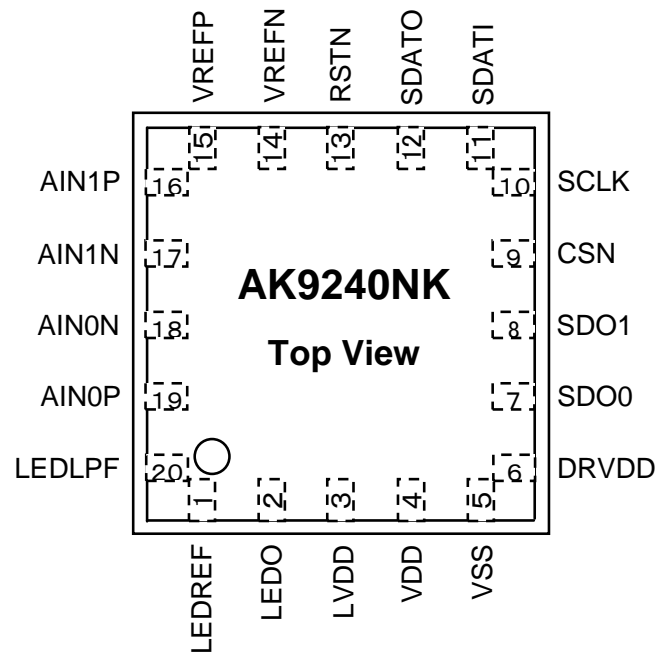 VREFP
VREFN
RSTN
SDATO
SDATI
15
14
13
12
11
AIN1P 16
10 SCLK
AIN1N 17
9 CSN
AK9240NK
AIN0N 18
8 SDO1
Top View
AIN0P 19
7 SDO0
LEDLPF 20
6 DRVDD
1
2
3
4
5
LEDREF
LEDO
LVDD
VDD
VSS